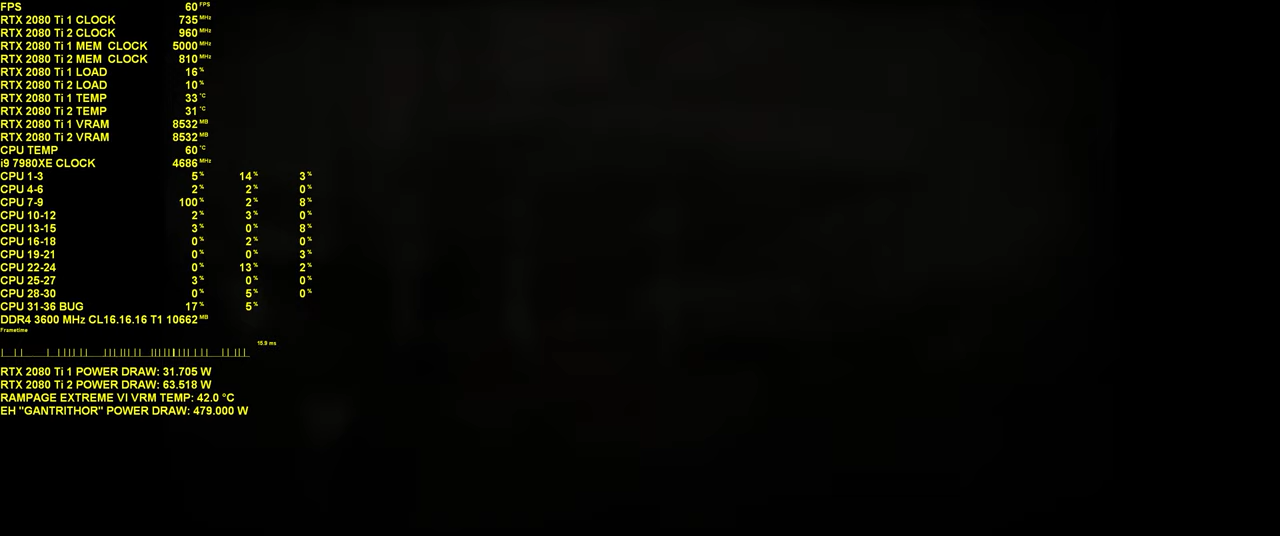 FPS 60 FPS
RTX 2080 Ti 1 CLOCK 735 MHz
RTX 2080 Ti 2 CLOCK 960 MHz
RTX 2080 Ti 1 MEM CLOCK 5000 MHz
RTX 2080 Ti 2 MEM CLOCK 810 MHz
RTX 2080 Ti 1 LOAD 16 %
RTX 2080 Ti 2 LOAD 10 %
RTX 2080 Ti 1 TEMP 33 °C
RTX 2080 Ti 2 TEMP 31 °C
RTX 2080 Ti 1 VRAM 8532 MB
RTX 2080 Ti 2 VRAM 8532 MB
CPU TEMP 60 °C
i9 7980XE CLOCK 4686 MHz
CPU 1-3 5 % 14 % 3 %
CPU 4-6 2 % 2 % 0 %
CPU 7-9 100 % 2 % 8 %
CPU 10-12 2 % 3 % 0 %
CPU 13-15 3 % 0 % 8 %
CPU 16-18 0 % 2 % 0 %
CPU 19-21 0 % 0 % 3 %
CPU 22-24 0 % 13 % 2 %
CPU 25-27 3 % 0 % 0 %
CPU 28-30 0 % 5 % 0 %
CPU 31-36 BUG 17 % 5 %
DDR4 3600 MHz CL16.16.16 T1 10662 MB
Frametime
15.9 ms
RTX 2080 Ti 1 POWER DRAW: 31.705 W
RTX 2080 Ti 2 POWER DRAW: 63.518 W
RAMPAGE EXTREME VI VRM TEMP: 42.0 °C
EH "GANTRITHOR" POWER DRAW: 479.000 W